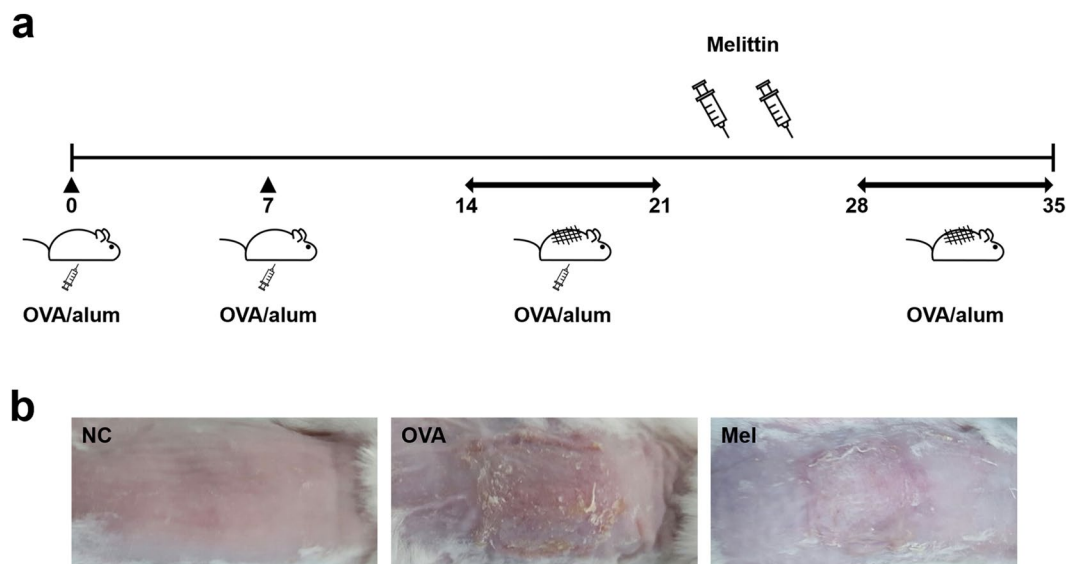 a
Melittin
0
7
14
21
28
35
OVA/alum
OVA/alum
OVA/alum
OVA/alum
b
NC
OVA
Mel